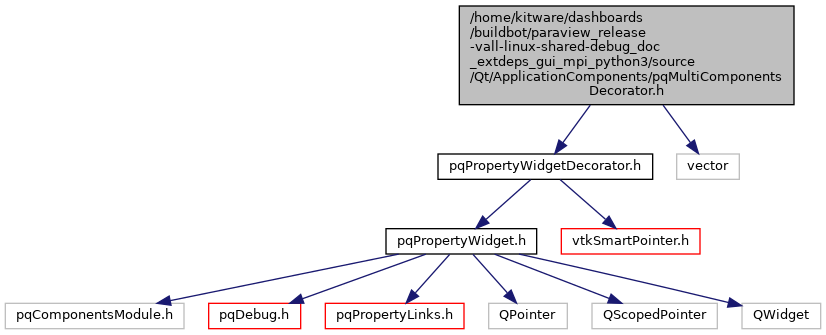 /home/kitware/dashboards
/buildbot/paraview_release
-vall-linux-shared-debug_doc
_extdeps_gui_mpi_python3/source
/Qt/ApplicationComponents/pqMultiComponents
Decorator.h
pqPropertyWidgetDecorator.h
vector
pqPropertyWidget.h
vtkSmartPointer.h
pqComponentsModule.h
pqDebug.h
pqPropertyLinks.h
QPointer
QScopedPointer
QWidget